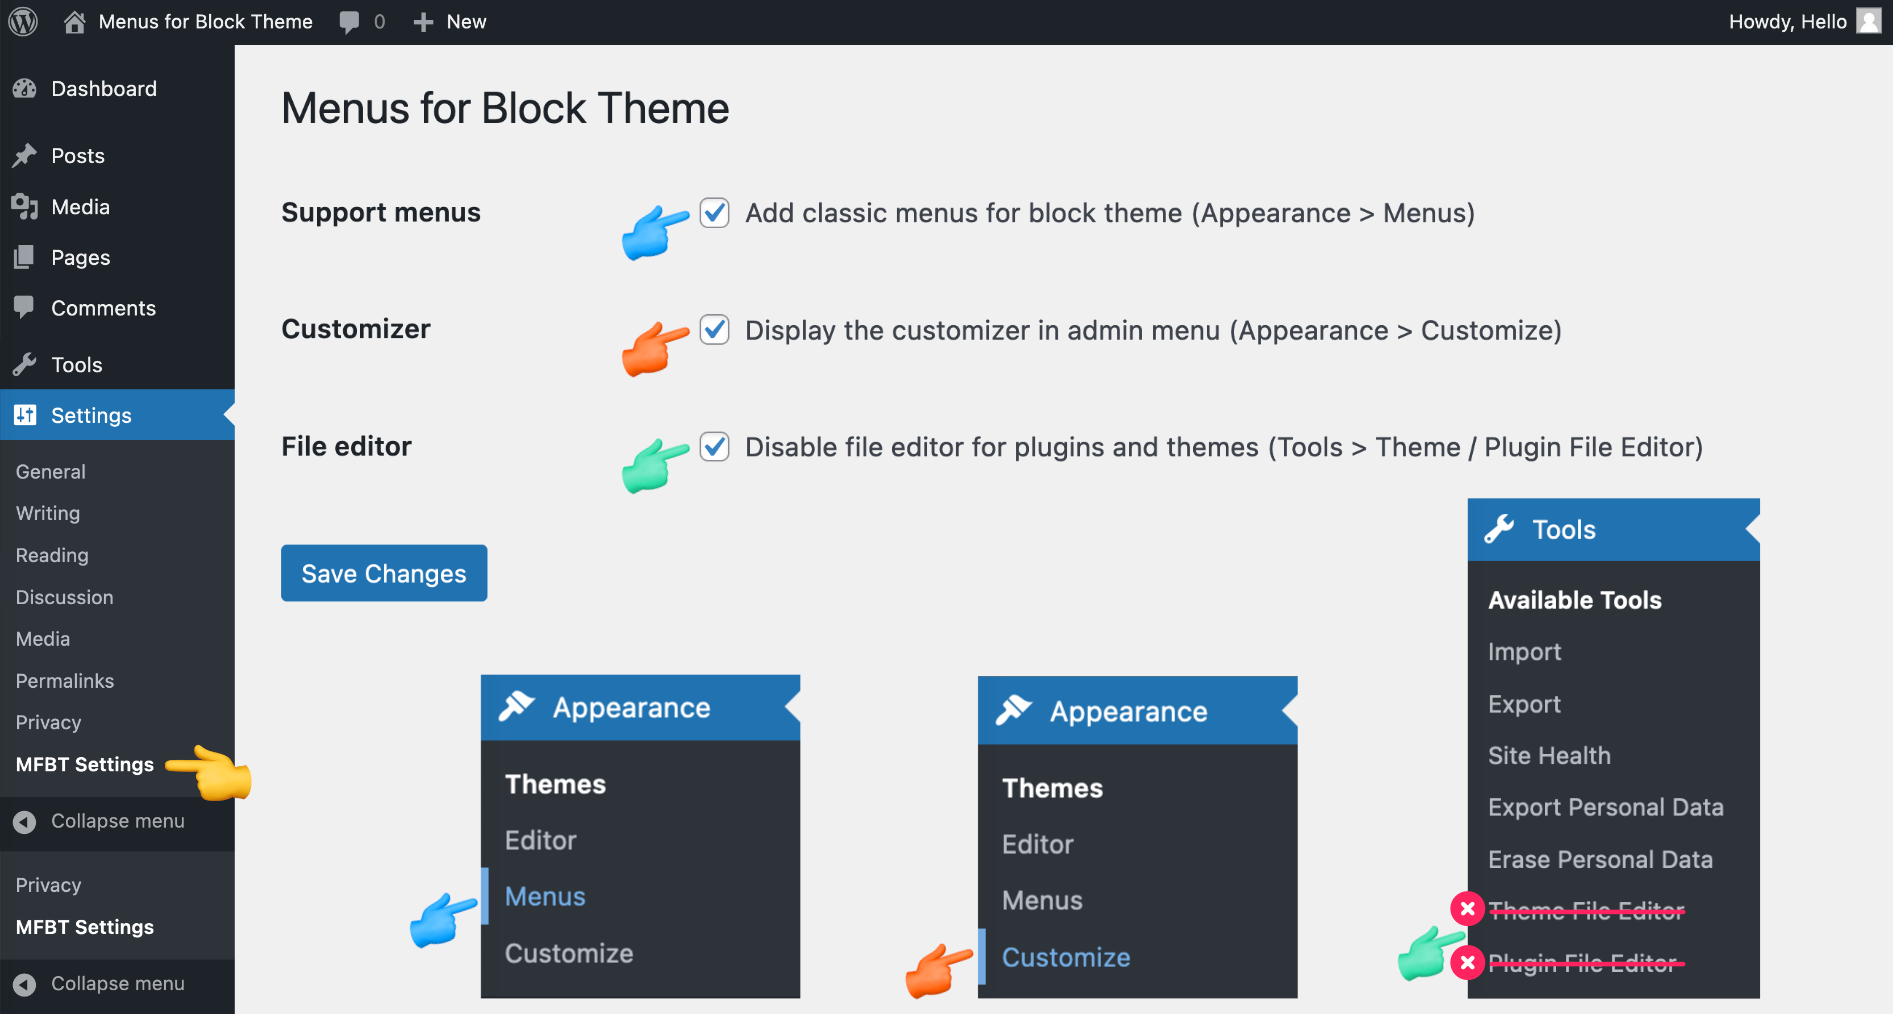 Menus for Block Theme
0
New
Howdy, Hello
Dashboard
Posts
Media
Pages
Comments
Tools
Settings
General
Writing
Reading
Discussion
Media
Permalinks
Privacy
MFBT Settings
Collapse menu
Privacy
MFBT Settings
Collapse menu
Menus for Block Theme
Support menus
Add classic menus for block theme (Appearance > Menus)
Customizer
Display the customizer in admin menu (Appearance > Customize)
File editor
Disable file editor for plugins and themes (Tools > Theme / Plugin File Editor)
Save Changes
Appearance
Themes
Editor
Menus
Customize
Appearance
Themes
Editor
Menus
Customize
Tools
Available Tools
Import
Export
Site Health
Export Personal Data
Erase Personal Data
Theme File Editor
Plugin File Editor